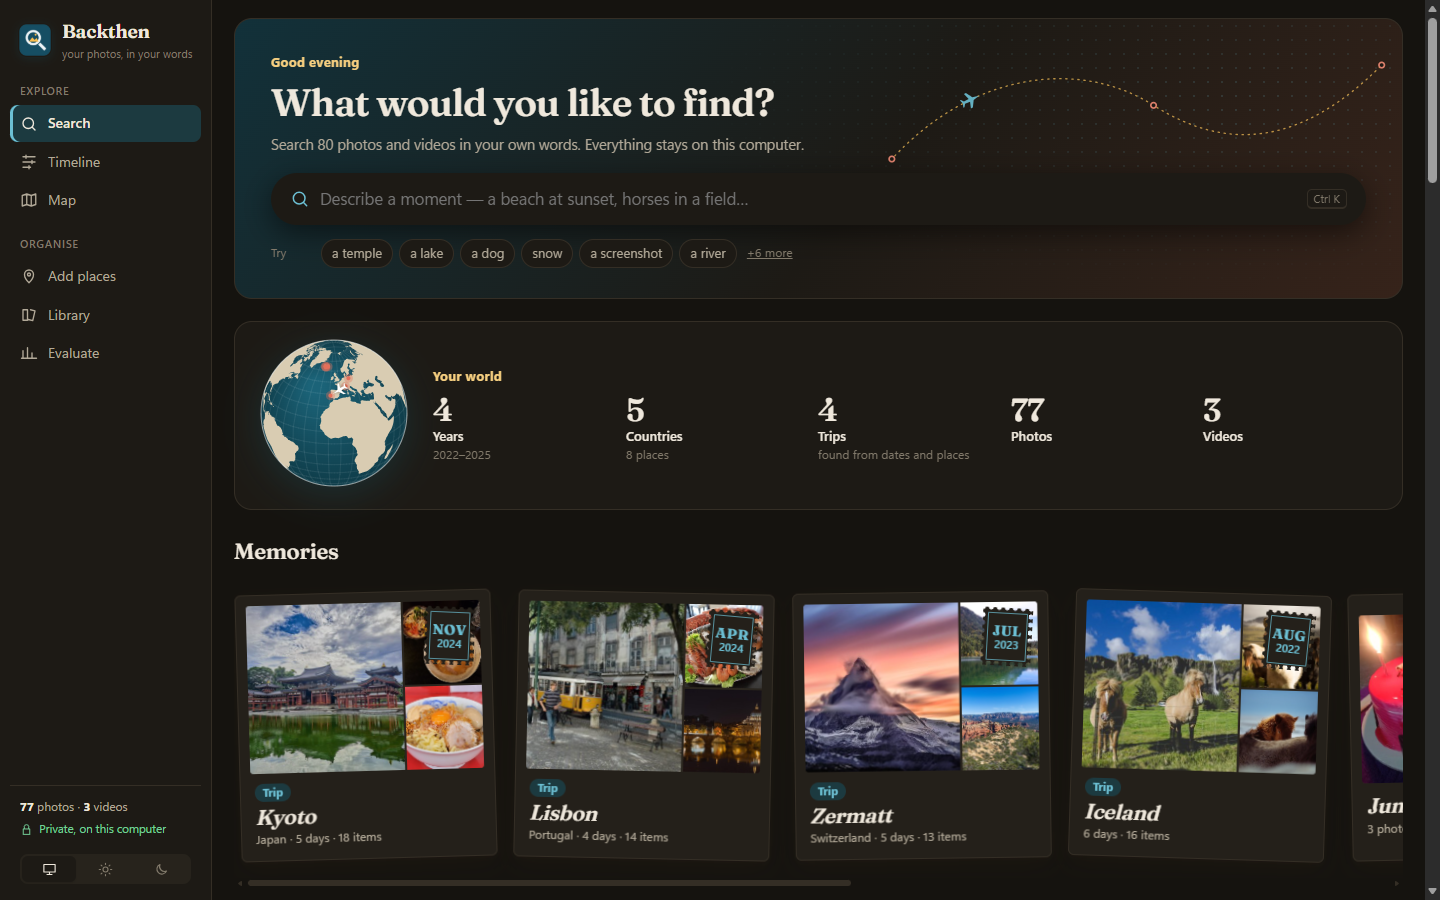 Backthen
your photos, in your words
EXPLORE
Search
Timeline
Map
ORGANISE
Add places
Library
Evaluate
77 photos · 3 videos
Private, on this computer
Good evening
What would you like to find?
Search 80 photos and videos in your own words. Everything stays on this computer.
Describe a moment — a beach at sunset, horses in a field...
Ctrl K
Try
a temple
a lake
a dog
snow
a screenshot
a river
+6 more
Your world
4
Years
2022–2025
5
Countries
8 places
4
Trips
found from dates and places
77
Photos
3
Videos
Memories
NOV
2024
Trip
Kyoto
Japan · 5 days · 18 items
APR
2024
Trip
Lisbon
Portugal · 4 days · 14 items
JUL
2023
Trip
Zermatt
Switzerland · 5 days · 13 items
AUG
2022
Trip
Iceland
6 days · 16 items